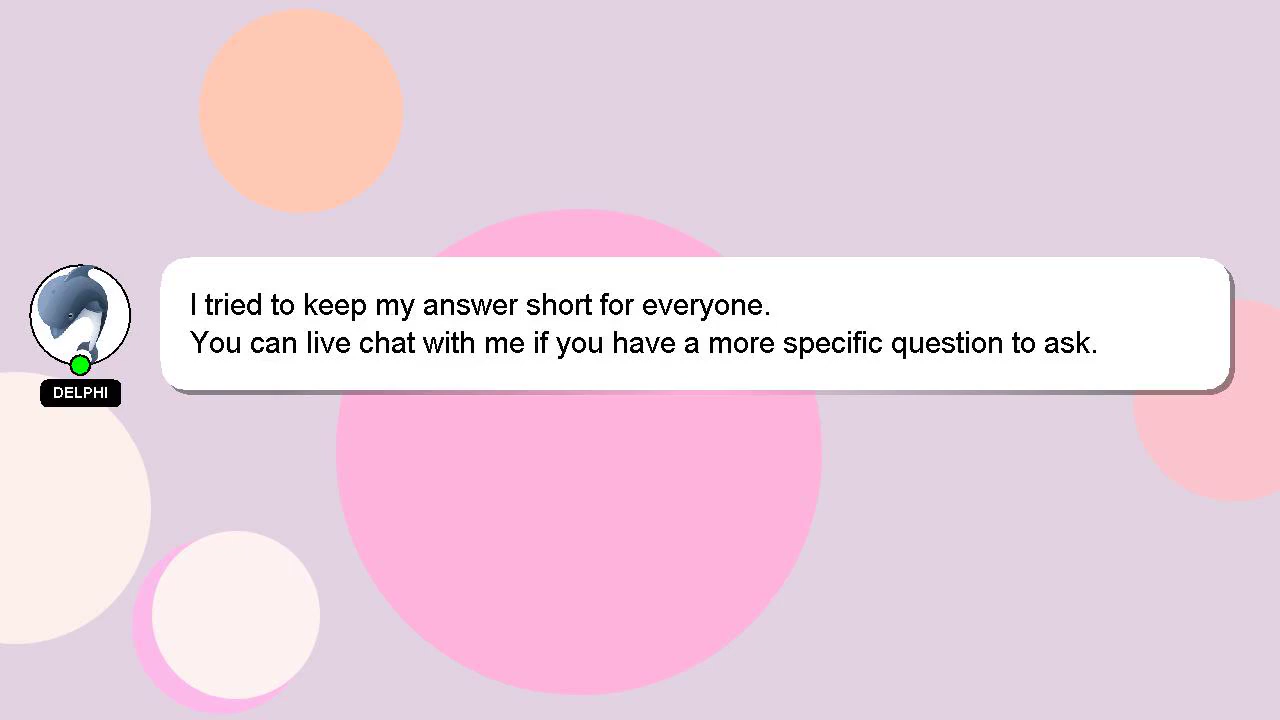 I tried to keep my answer short for everyone.
You can live chat with me if you have a more specific question to ask.
DELPHI